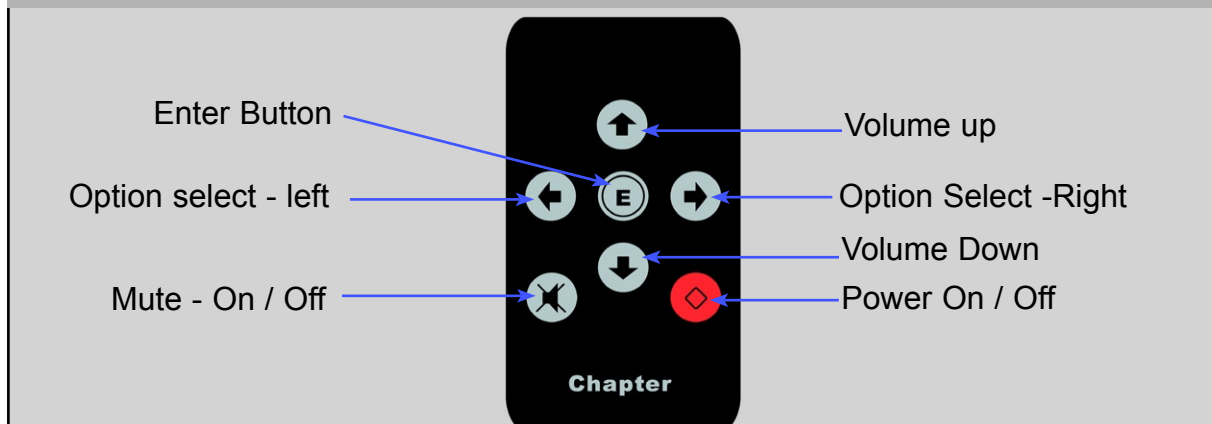 Enter Button
Volume up
Option select - left
E
Option Select -Right
Volume Down
Mute - On / Off
Power On / Off
Chapter